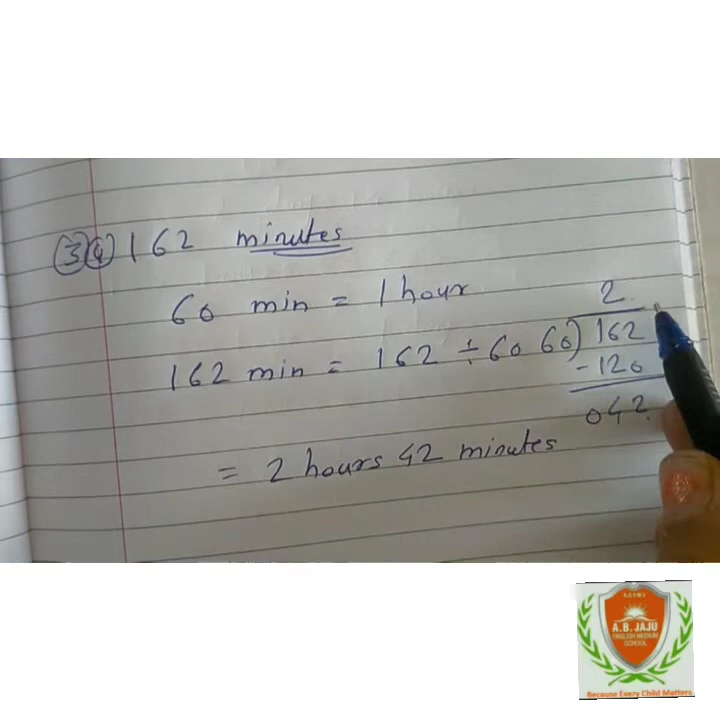 ③④ 162 minutes
60 min = 1 hour
162 min = 162 ÷ 60
2
60) 162
- 120
042
= 2 hours 42 minutes
A.B. JAJU
ENGLISH MEDIUM
SCHOOL
Because Every Child Matters